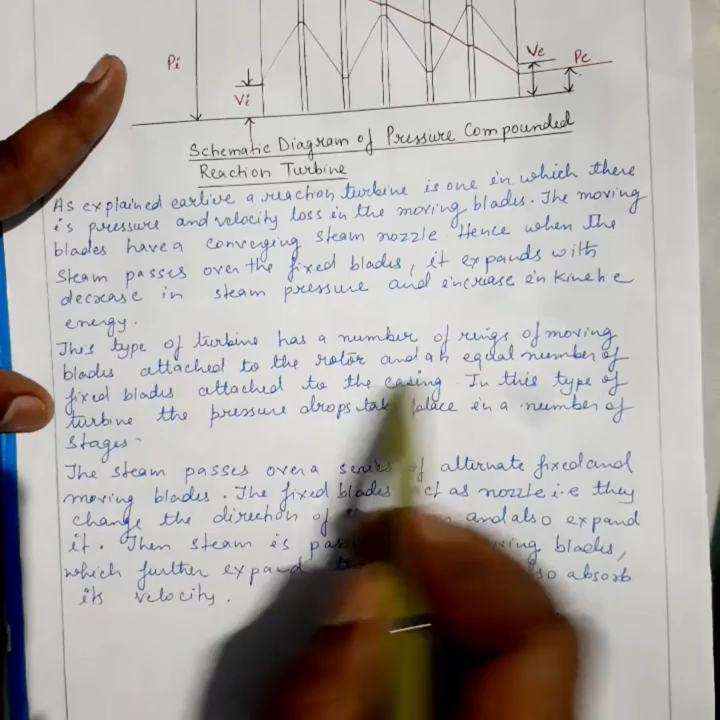 Pi
Vi
Ve
Pe
Schematic Diagram of Pressure Compounded
Reaction Turbine
As explained earlive a reaction turbine is one in which there
is pressure and velocity loss in the moving blades. The moving
blades have a converging steam nozzle Hence when the
steam passes over the fixed blades, it expands with
decrease in steam pressure and increase in kinetic
energy.
This type of turbine has a number of rings of moving
blades attached to the rotor and an equal number of
fixed blades attached to the casing. In this type of
turbine the pressure drops take place in a number of
stages-
The steam passes over a series of alternate fixed and
moving blades. The fixed blades act as nozzle i.e they
change the direction of and also expand
it. Then steam is blades,
which further expand absorb
its velocity.